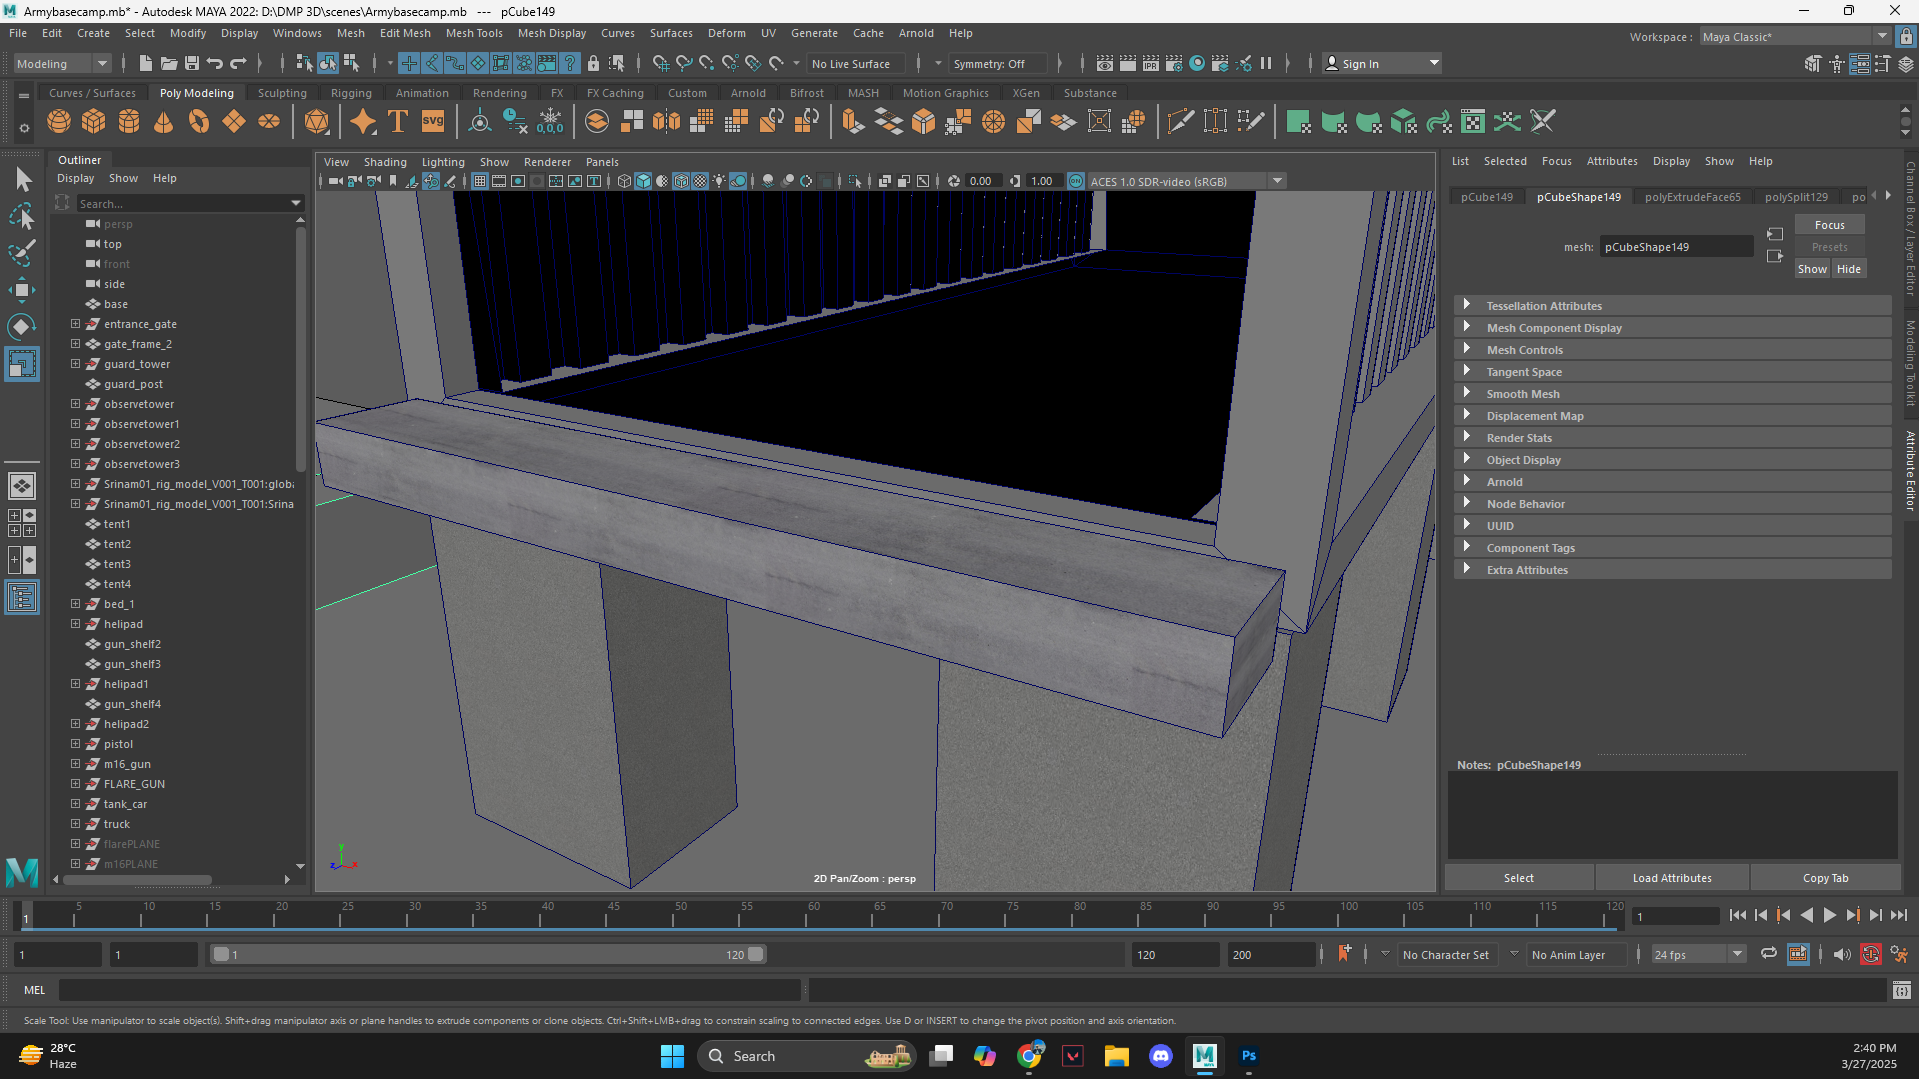 Armybasecamp.mb* - Autodesk MAYA 2022: D:\DMP 3D\scenes\Armybasecamp.mb   ---   pCube149
File Edit Create Select Modify Display Windows Mesh Edit Mesh Mesh Tools Mesh Display Curves Surfaces Deform UV Generate Cache Arnold Help
Workspace : Maya Classic*
Modeling
No Live Surface
Symmetry: Off
Sign In
Curves / Surfaces Poly Modeling Sculpting Rigging Animation Rendering FX FX Caching Custom Arnold Bifrost MASH Motion Graphics XGen Substance
Outliner
Display Show Help
Search...
persp
top
front
side
base
entrance_gate
gate_frame_2
guard_tower
guard_post
observetower
observetower1
observetower2
observetower3
Srinam01_rig_model_V001_T001:globa
Srinam01_rig_model_V001_T001:Srina
tent1
tent2
tent3
tent4
bed_1
helipad
gun_shelf2
gun_shelf3
helipad1
gun_shelf4
helipad2
pistol
m16_gun
FLARE_GUN
tank_car
truck
flarePLANE
m16PLANE
View Shading Lighting Show Renderer Panels
0.00
1.00
ACES 1.0 SDR-video (sRGB)
y
z
x
2D Pan/Zoom : persp
List Selected Focus Attributes Display Show Help
pCube149 pCubeShape149 polyExtrudeFace65 polySplit129 po
mesh: pCubeShape149
Focus
Presets
Show Hide
Tessellation Attributes
Mesh Component Display
Mesh Controls
Tangent Space
Smooth Mesh
Displacement Map
Render Stats
Object Display
Arnold
Node Behavior
UUID
Component Tags
Extra Attributes
Notes: pCubeShape149
Select Load Attributes Copy Tab
Channel Box / Layer Editor
Modeling Toolkit
Attribute Editor
1 5 10 15 20 25 30 35 40 45 50 55 60 65 70 75 80 85 90 95 100 105 110 115 120
1
1 1 1 120 120 200
No Character Set
No Anim Layer
24 fps
MEL
Scale Tool: Use manipulator to scale object(s). Shift+drag manipulator axis or plane handles to extrude components or clone objects. Ctrl+Shift+LMB+drag to constrain scaling to connected edges. Use D or INSERT to change the pivot position and axis orientation.
28°C
Haze
Search
2:40 PM
3/27/2025